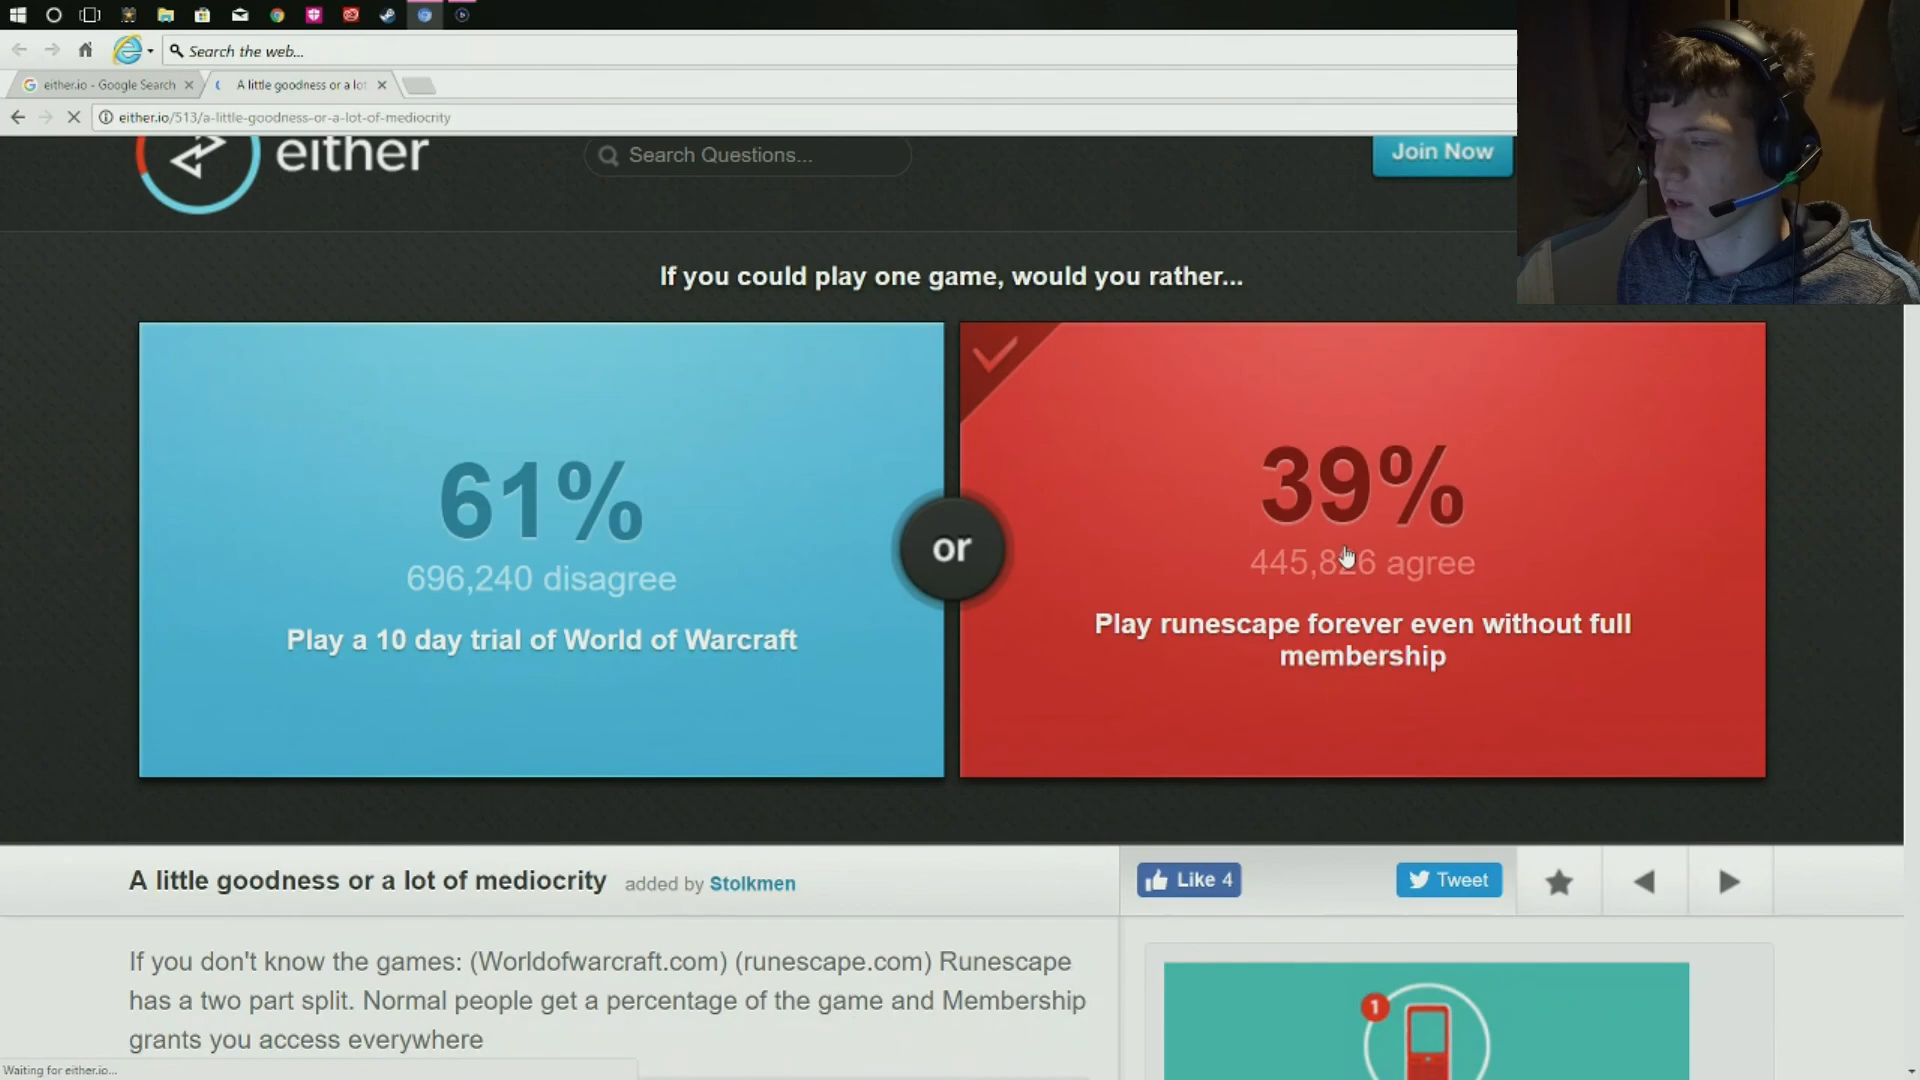 Search the web...
either.io - Google Search
A little goodness or a lot
either.io/513/a-little-goodness-or-a-lot-of-mediocrity
either
Search Questions...
Join Now
If you could play one game, would you rather...
61%
696,240 disagree
Play a 10 day trial of World of Warcraft
or
39%
445,826 agree
Play runescape forever even without full
membership
A little goodness or a lot of mediocrity added by Stolkmen
Like 4
Tweet
If you don't know the games: (Worldofwarcraft.com) (runescape.com) Runescape
has a two part split. Normal people get a percentage of the game and Membership
grants you access everywhere
1
Waiting for either.io...